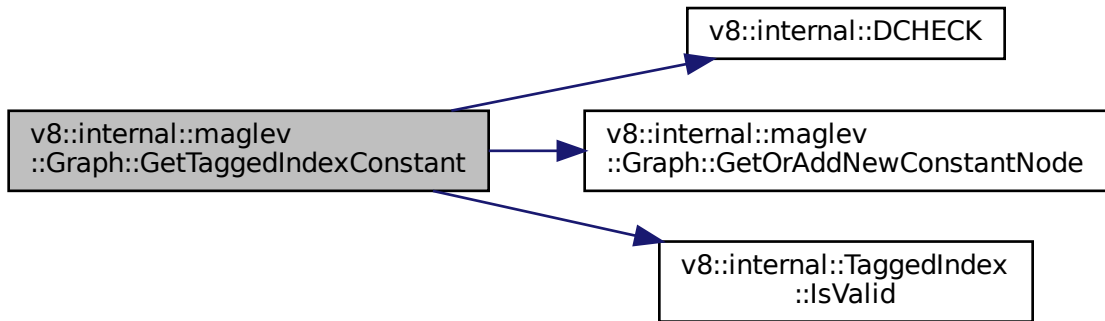 v8::internal::maglev
::Graph::GetTaggedIndexConstant
v8::internal::DCHECK
v8::internal::maglev
::Graph::GetOrAddNewConstantNode
v8::internal::TaggedIndex
::IsValid